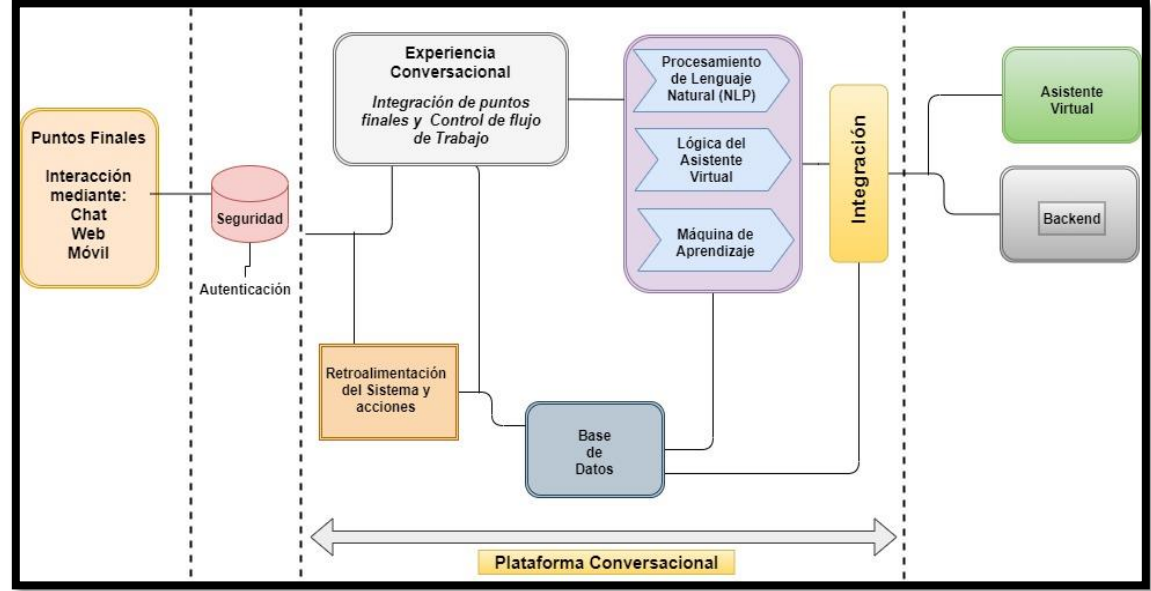 Puntos Finales
Interacción
mediante:
Chat
Web
Móvil
Seguridad
Autenticación
Experiencia
Conversacional
Integración de puntos
finales y Control de flujo
de Trabajo
Retroalimentación
del Sistema y
acciones
Base
de
Datos
Procesamiento
de Lenguaje
Natural (NLP)
Lógica del
Asistente
Virtual
Máquina de
Aprendizaje
Integración
Asistente
Virtual
Backend
Plataforma Conversacional